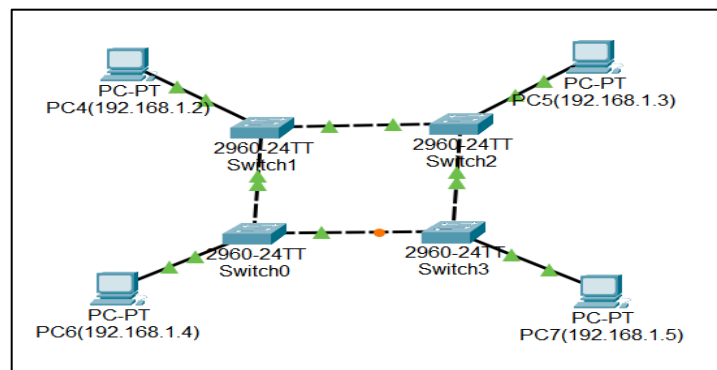 PC-PT
PC4(192.168.1.2)
PC-PT
PC5(192.168.1.3)
2960-24TT
Switch1
2960-24TT
Switch2
2960-24TT
Switch0
2960-24TT
Switch3
PC-PT
PC6(192.168.1.4)
PC-PT
PC7(192.168.1.5)